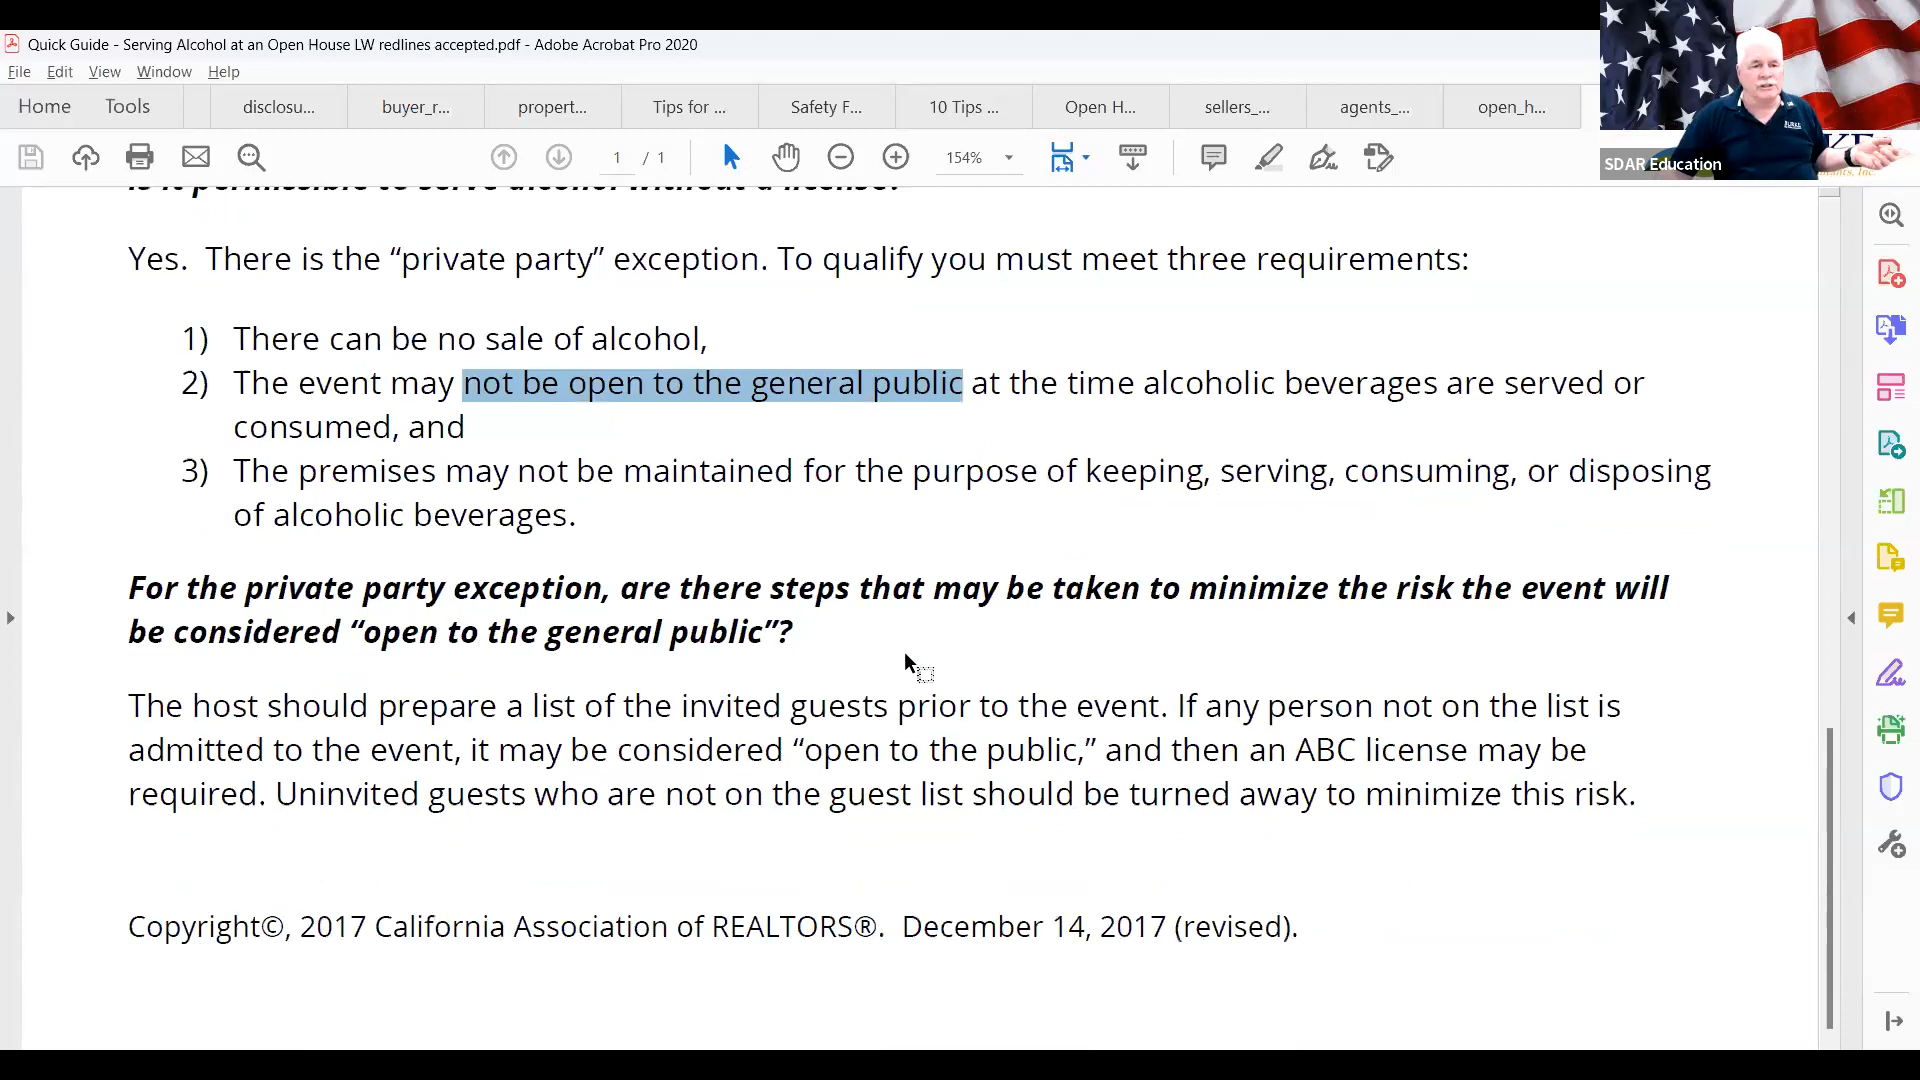 Quick Guide - Serving Alcohol at an Open House LW redlines accepted.pdf - Adobe Acrobat Pro 2020
File Edit View Window Help
Home Tools disclosu... buyer_r... propert... Tips for ... Safety F... 10 Tips ... Open H... sellers_... agents_... open_h...
1 / 1 154%
SDAR Education
is it permissible to serve alcohol without a license?
Yes. There is the “private party” exception. To qualify you must meet three requirements:
1) There can be no sale of alcohol,
2) The event may not be open to the general public at the time alcoholic beverages are served or
consumed, and
3) The premises may not be maintained for the purpose of keeping, serving, consuming, or disposing
of alcoholic beverages.
For the private party exception, are there steps that may be taken to minimize the risk the event will
be considered “open to the general public”?
The host should prepare a list of the invited guests prior to the event. If any person not on the list is
admitted to the event, it may be considered “open to the public,” and then an ABC license may be
required. Uninvited guests who are not on the guest list should be turned away to minimize this risk.
Copyright©, 2017 California Association of REALTORS®. December 14, 2017 (revised).